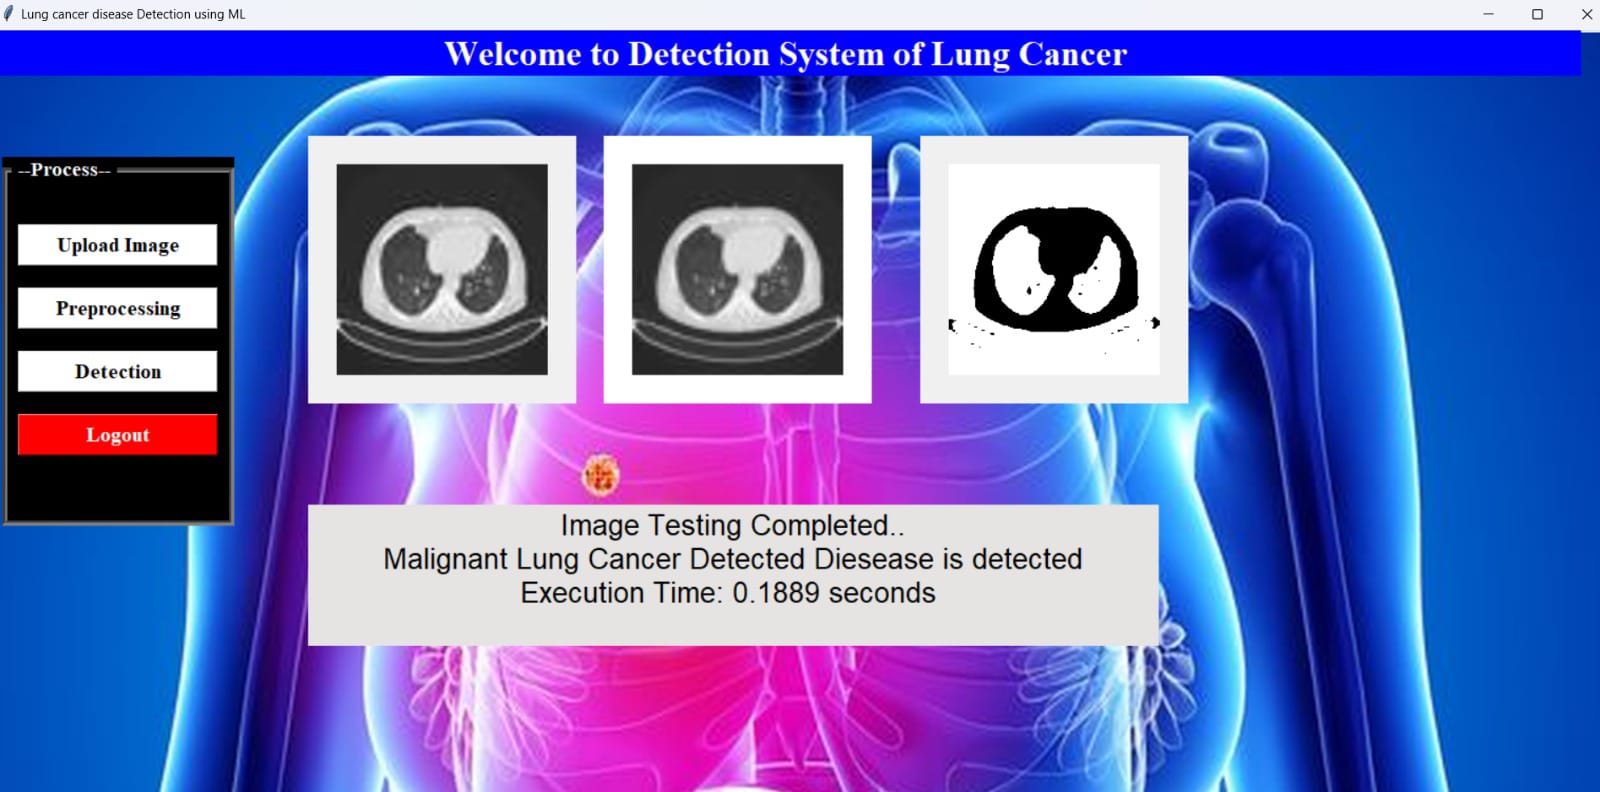 Lung cancer disease Detection using ML
Welcome to Detection System of Lung Cancer
--Process--
Upload Image
Preprocessing
Detection
Logout
Image Testing Completed..
Malignant Lung Cancer Detected Diesease is detected
Execution Time: 0.1889 seconds